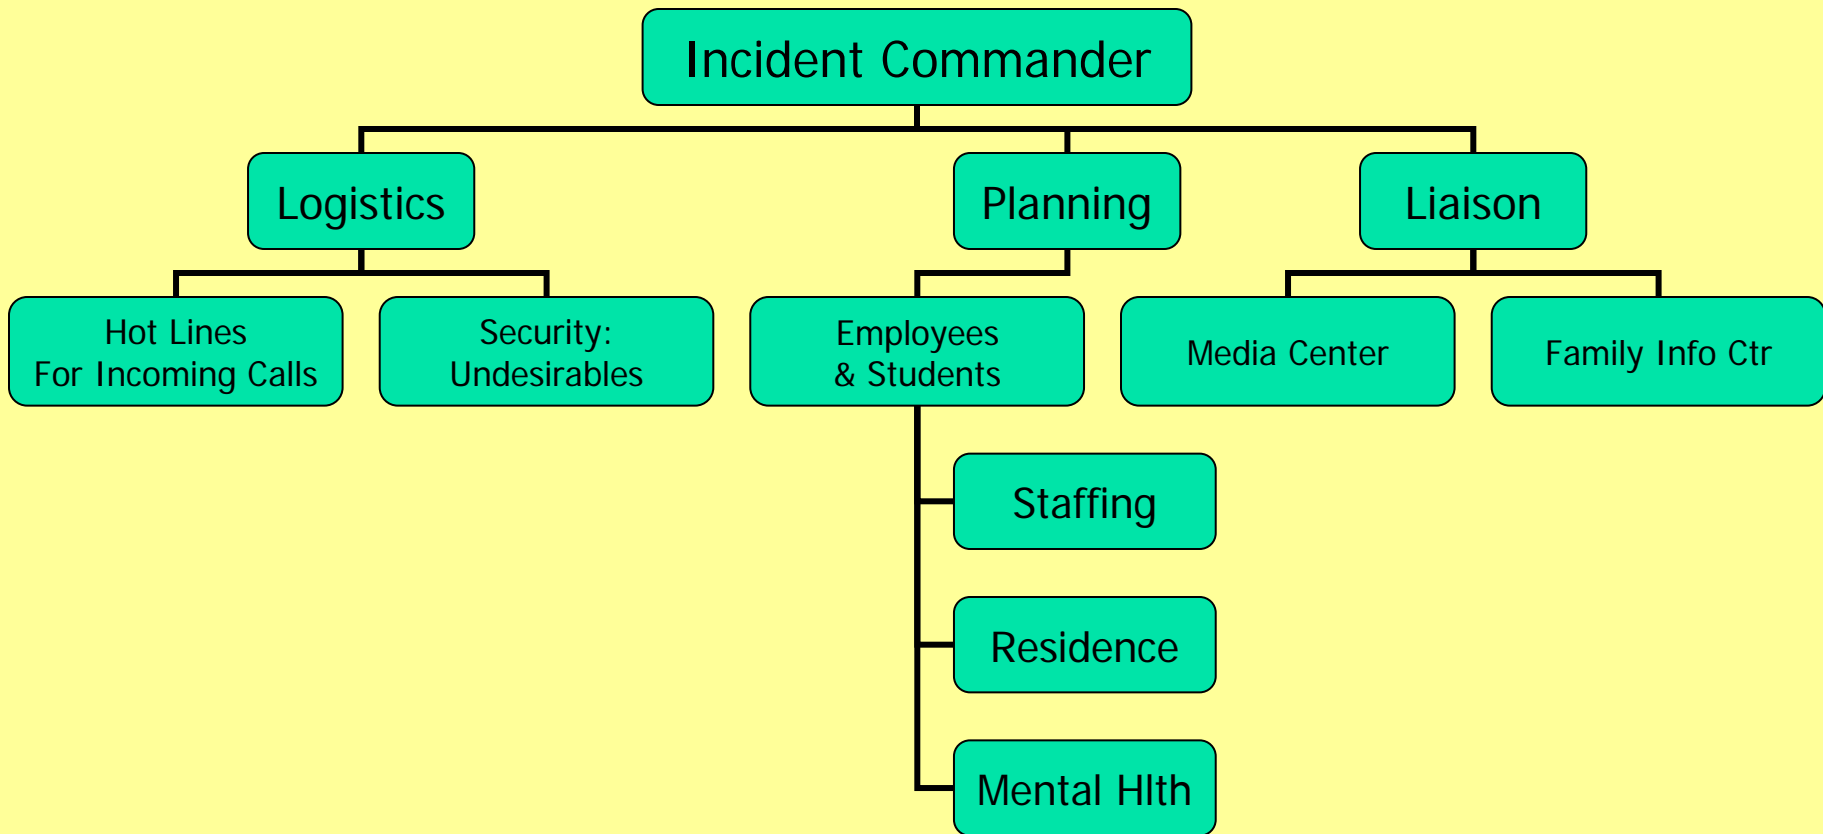 Incident Commander
Logistics
Planning
Liaison
Hot Lines
For Incoming Calls
Security:
Undesirables
Employees
& Students
Media Center
Family Info Ctr
Staffing
Residence
Mental Hlth